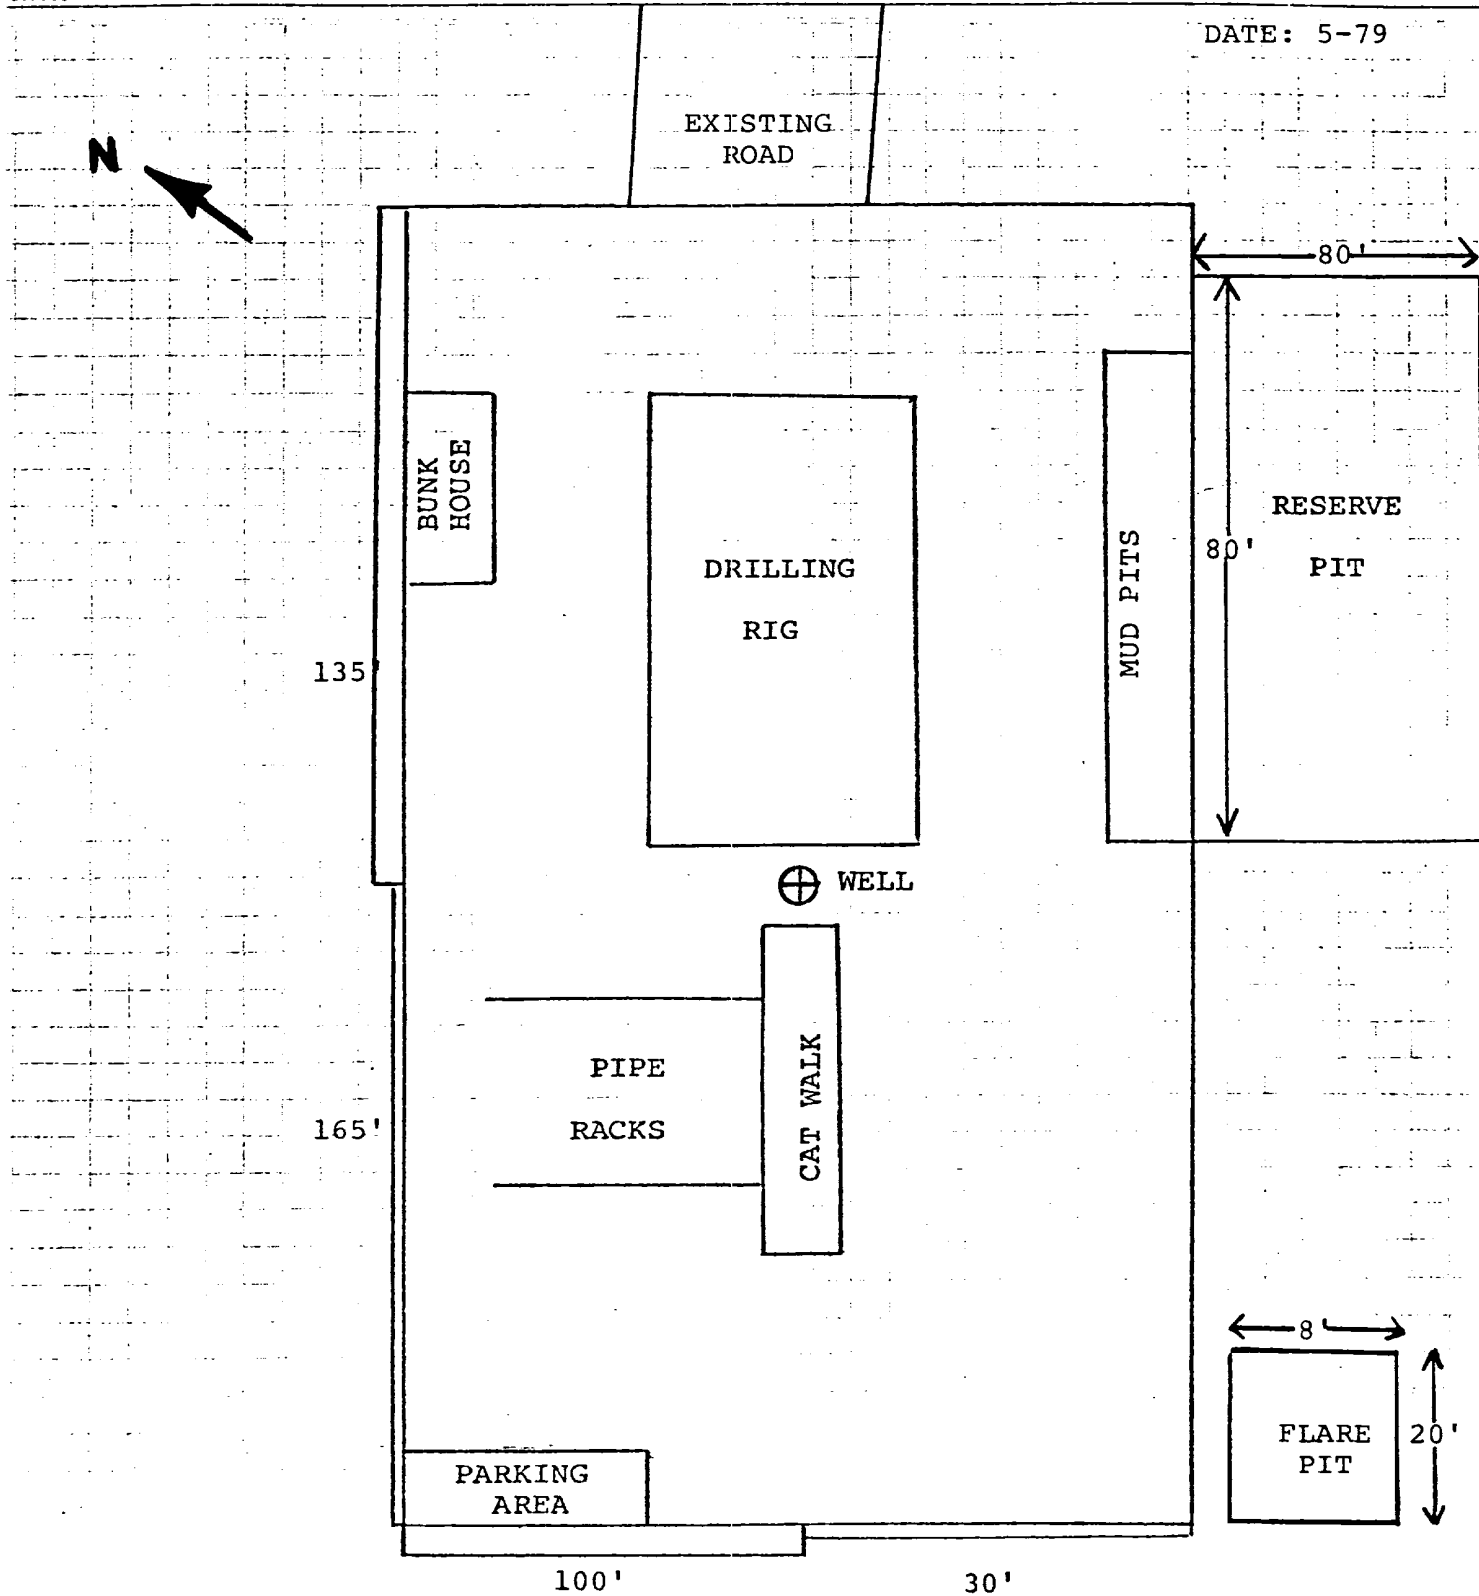 DATE: 5-79
EXISTING
ROAD
N
80'
BUNK
HOUSE
DRILLING
RIG
MUD PITS
80'
RESERVE
PIT
135'
WELL
PIPE
RACKS
CAT WALK
165'
8'
FLARE
PIT
20'
PARKING
AREA
100'
30'